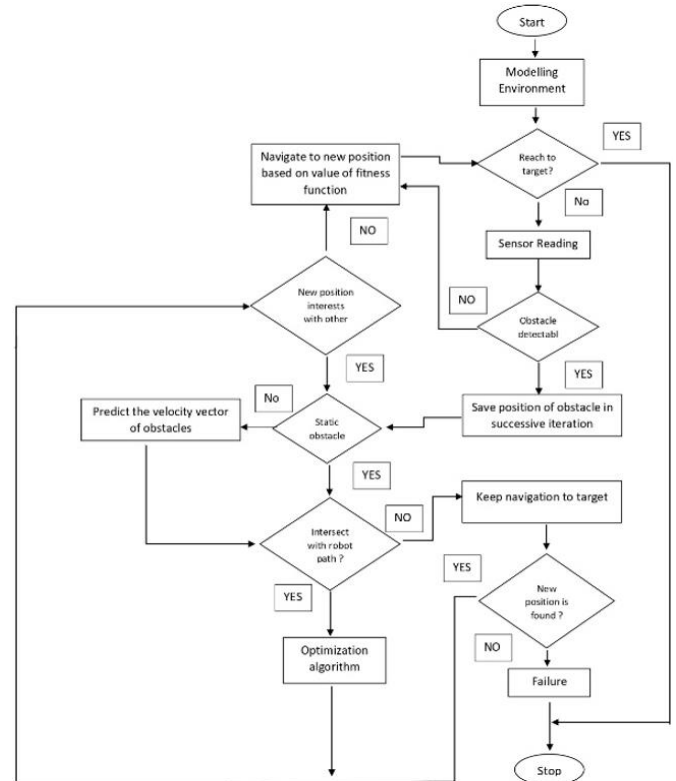 Start
Modelling
Environment
YES
Reach to
target?
Navigate to new position
based on value of fitness
function
No
NO
Sensor Reading
New position
interests
with other
NO
Obstacle
detectabl
YES
YES
No
Predict the velocity vector
of obstacles
Static
obstacle
Save position of obstacle in
successive iteration
YES
Keep navigation to target
NO
Intersect
with robot
path ?
YES
New
position is
found ?
YES
NO
Optimization
algorithm
Failure
Stop